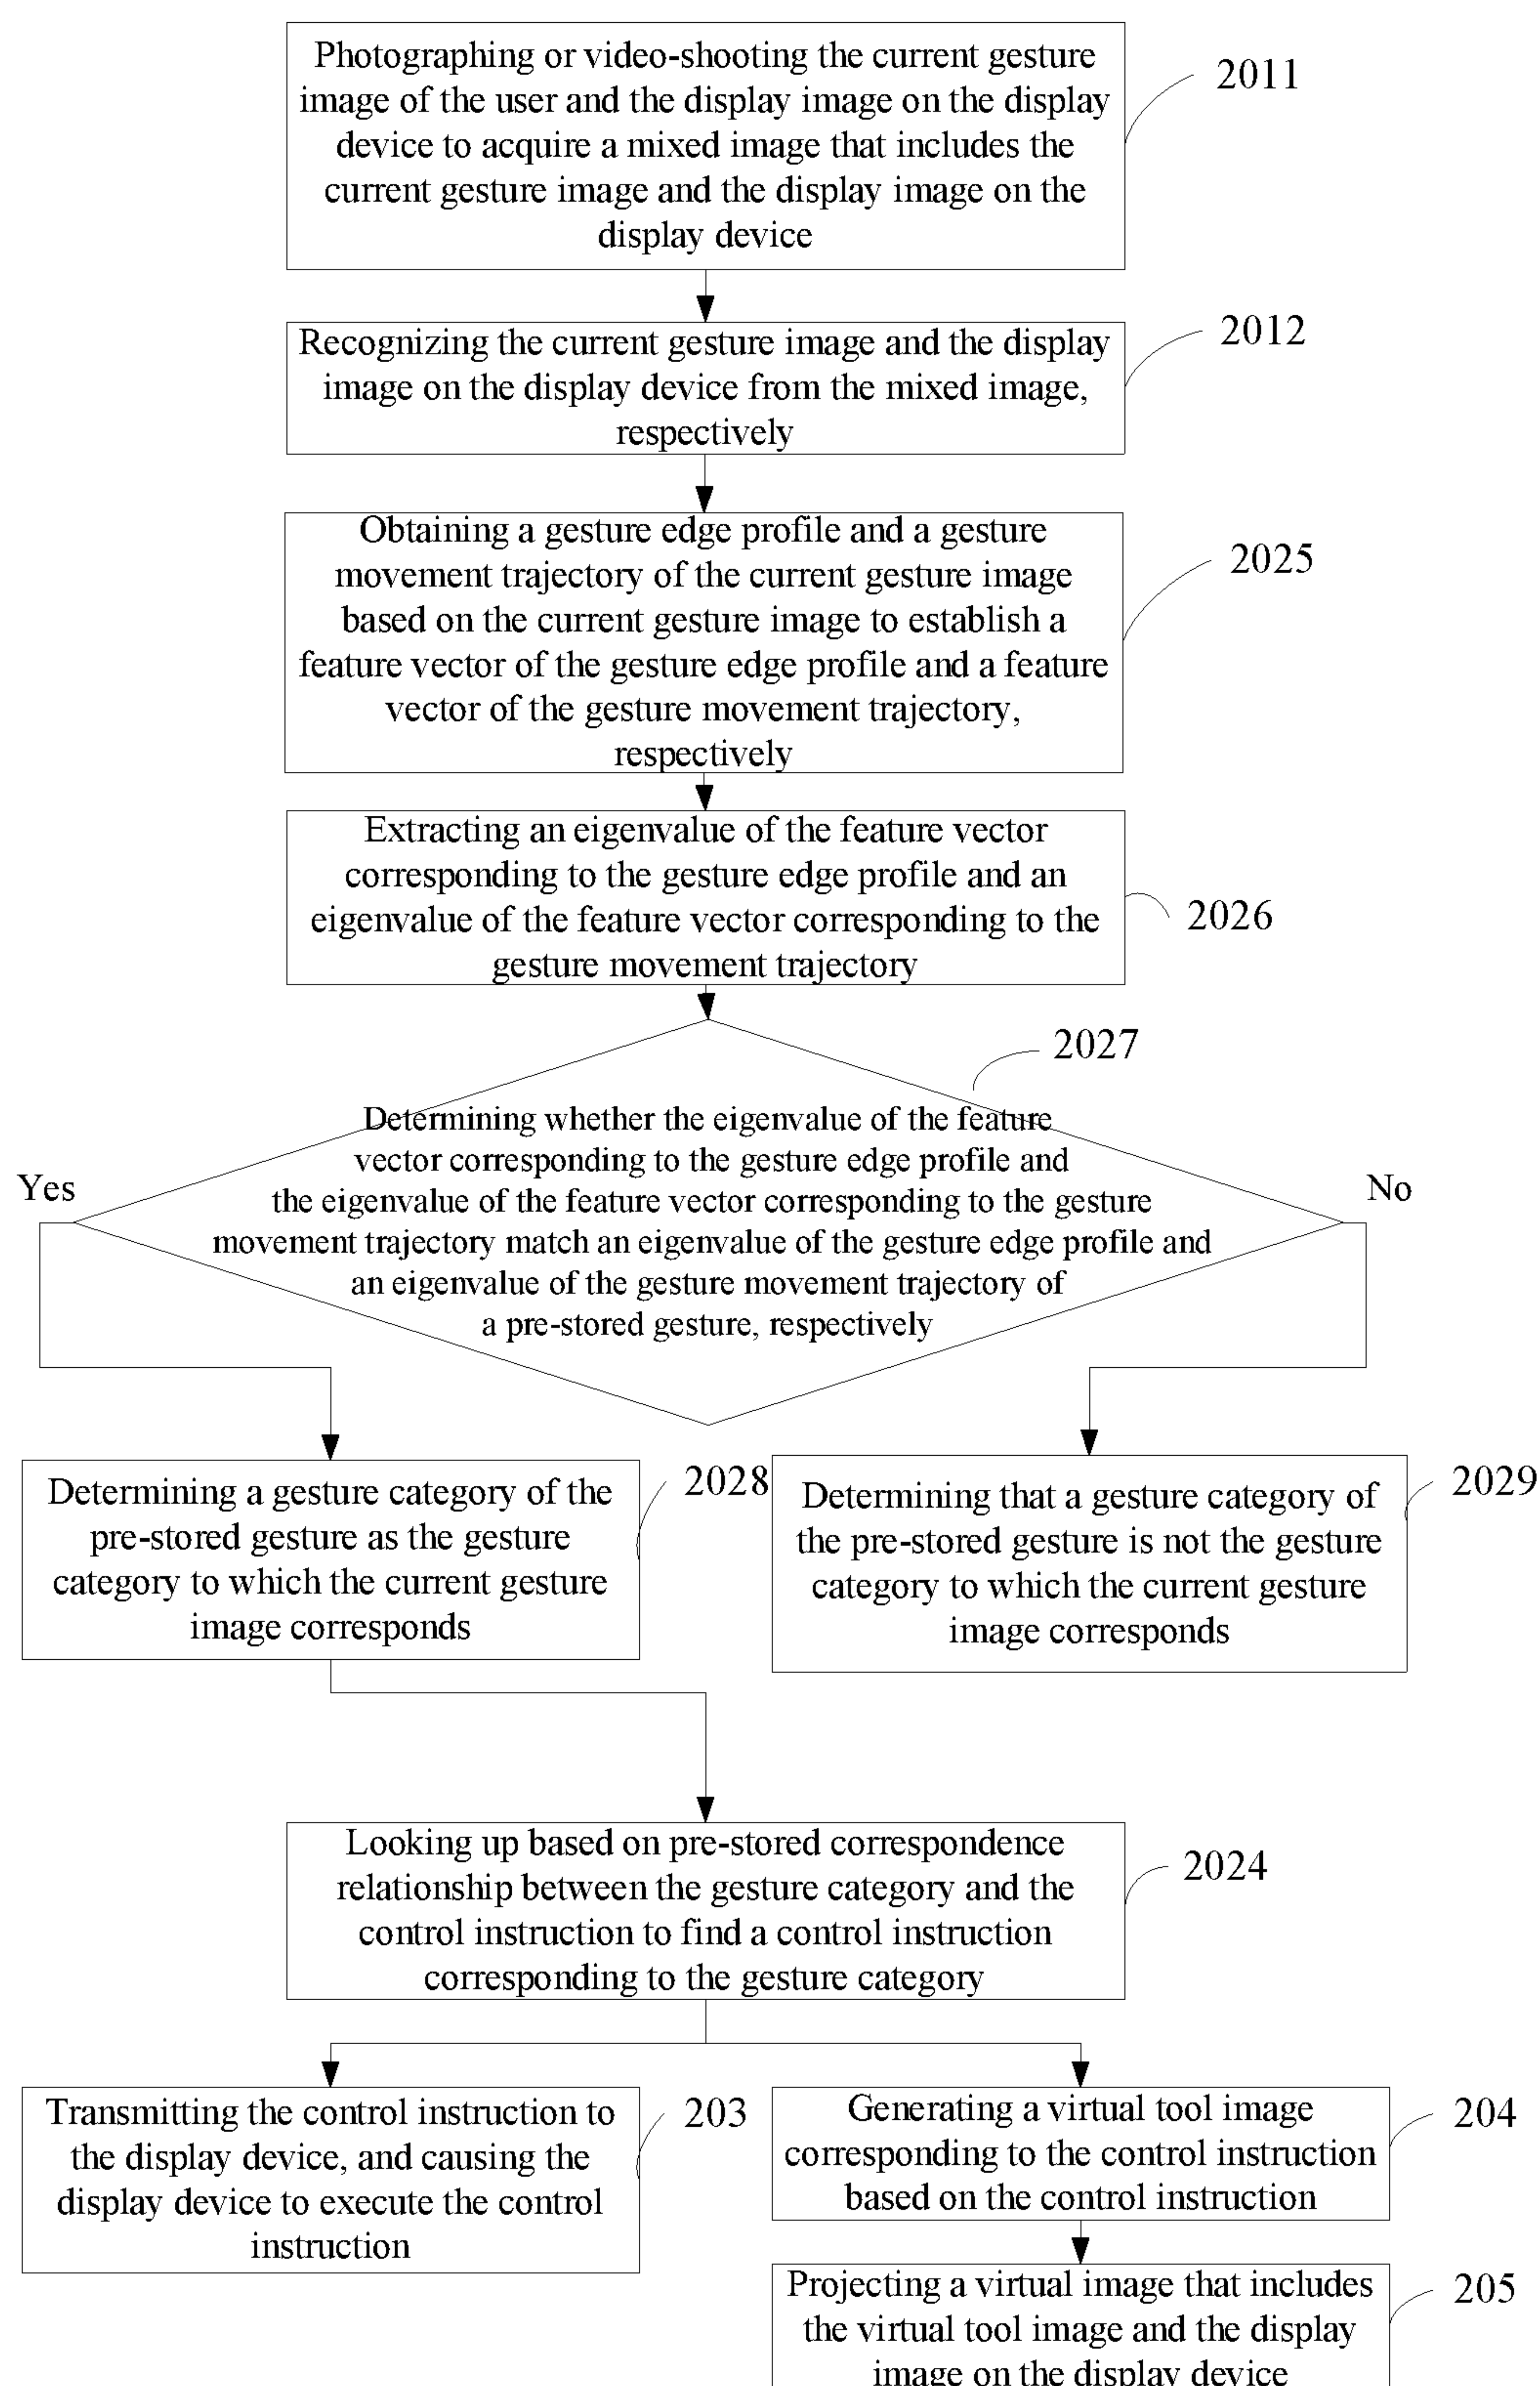 Photographing or video-shooting the current gesture
image of the user and the display image on the display
device to acquire a mixed image that includes the
current gesture image and the display image on the
display device
2011
Recognizing the current gesture image and the display
image on the display device from the mixed image,
respectively
2012
Obtaining a gesture edge profile and a gesture
movement trajectory of the current gesture image
based on the current gesture image to establish a
feature vector of the gesture edge profile and a feature
vector of the gesture movement trajectory,
respectively
2025
Extracting an eigenvalue of the feature vector
corresponding to the gesture edge profile and an
eigenvalue of the feature vector corresponding to the
gesture movement trajectory
2026
2027
Determining whether the eigenvalue of the feature
vector corresponding to the gesture edge profile and
the eigenvalue of the feature vector corresponding to the gesture
movement trajectory match an eigenvalue of the gesture edge profile and
an eigenvalue of the gesture movement trajectory of
a pre-stored gesture, respectively
Yes
No
Determining a gesture category of the
pre-stored gesture as the gesture
category to which the current gesture
image corresponds
2028
Determining that a gesture category of
the pre-stored gesture is not the gesture
category to which the current gesture
image corresponds
2029
Looking up based on pre-stored correspondence
relationship between the gesture category and the
control instruction to find a control instruction
corresponding to the gesture category
2024
Transmitting the control instruction to
the display device, and causing the
display device to execute the control
instruction
203
Generating a virtual tool image
corresponding to the control instruction
based on the control instruction
204
Projecting a virtual image that includes
the virtual tool image and the display
image on the display device
205